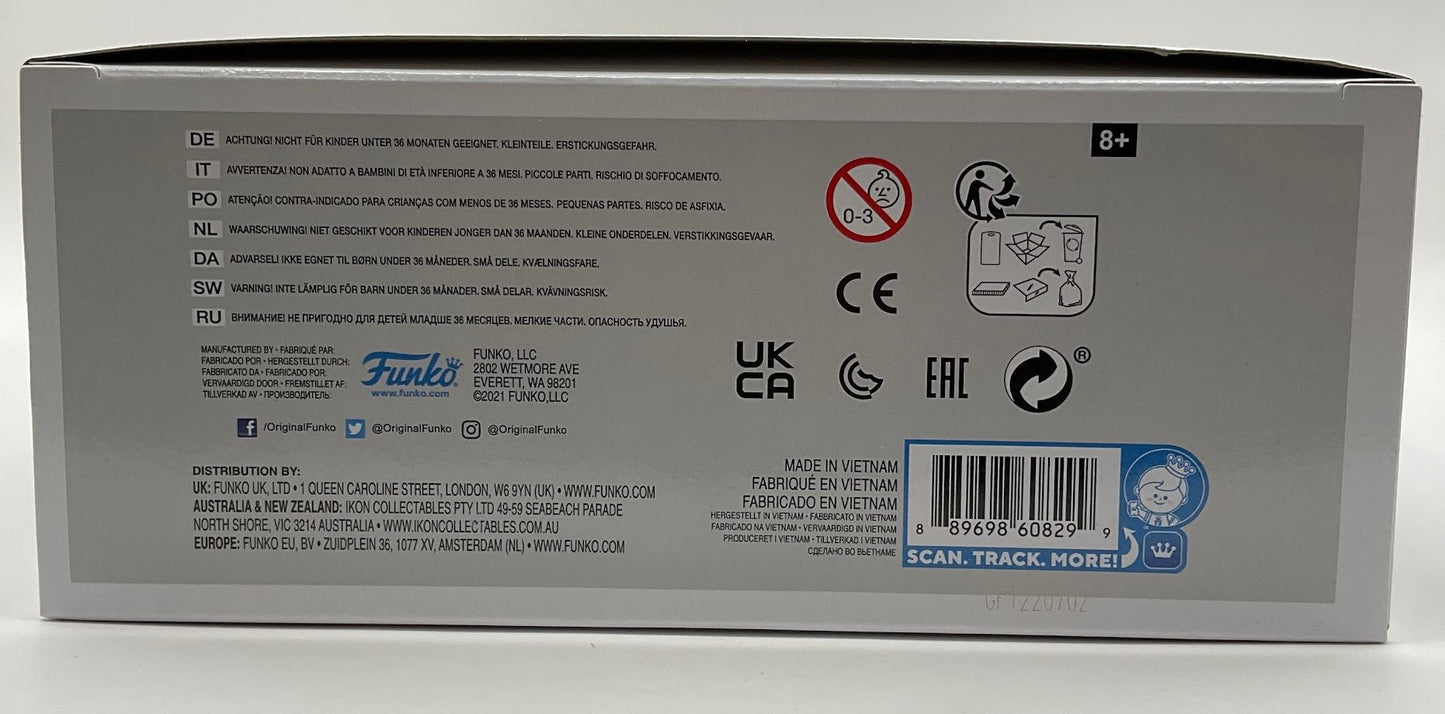 8+
DE ACHTUNG! NICHT FÜR KINDER UNTER 36 MONATEN GEEIGNET. KLEINTEILE. ERSTICKUNGSGEFAHR.
IT AVVERTENZA! NON ADATTO A BAMBINI DI ETÀ INFERIORE A 36 MESI. PICCOLE PARTI. RISCHIO DI SOFFOCAMENTO.
PO ATENÇÃO! CONTRA-INDICADO PARA CRIANÇAS COM MENOS DE 36 MESES. PEQUENAS PARTES. RISCO DE ASFIXIA.
NL WAARSCHUWING! NIET GESCHIKT VOOR KINDEREN JONGER DAN 36 MAANDEN. KLEINE ONDERDELEN. VERSTIKKINGSGEVAAR.
DA ADVARSEL! IKKE EGNET TIL BØRN UNDER 36 MÅNEDER. SMÅ DELE. KVÆLNINGSFARE.
SW VARNING! INTE LÄMPLIG FÖR BARN UNDER 36 MÅNADER. SMÅ DELAR. KVÄVNINGSRISK.
RU ВНИМАНИЕ! НЕ ПРИГОДНО ДЛЯ ДЕТЕЙ МЛАДШЕ 36 МЕСЯЦЕВ. МЕЛКИЕ ЧАСТИ. ОПАСНОСТЬ УДУШЬЯ.
0-3
CE
MANUFACTURED BY • FABRIQUÉ PAR:
FABRICADO POR • HERGESTELLT DURCH:
FABBRICATO DA • FABRICADO POR:
VERVAARDIGD DOOR • FREMSTILLET AF:
TILLVERKAD AV • ПРОИЗВОДИТЕЛЬ:
Funko
www.funko.com
FUNKO, LLC
2802 WETMORE AVE
EVERETT, WA 98201
©2021 FUNKO,LLC
UK
CA
EAC
®
/OriginalFunko @OriginalFunko @OriginalFunko
DISTRIBUTION BY:
UK: FUNKO UK, LTD • 1 QUEEN CAROLINE STREET, LONDON, W6 9YN (UK) • WWW.FUNKO.COM
AUSTRALIA & NEW ZEALAND: IKON COLLECTABLES PTY LTD 49-59 SEABEACH PARADE
NORTH SHORE, VIC 3214 AUSTRALIA • WWW.IKONCOLLECTABLES.COM.AU
EUROPE: FUNKO EU, BV • ZUIDPLEIN 36, 1077 XV, AMSTERDAM (NL) • WWW.FUNKO.COM
MADE IN VIETNAM
FABRIQUÉ EN VIETNAM
FABRICADO EN VIETNAM
HERGESTELLT IN VIETNAM • FABBRICATO IN VIETNAM
FABRICADO NA VIETNAM • VERVAARDIGD IN VIETNAM
PRODUCERET I VIETNAM • TILLVERKAD I VIETNAM
СДЕЛАНО ВО ВЬЕТНАМЕ
8 89698 60829 9
SCAN. TRACK. MORE!